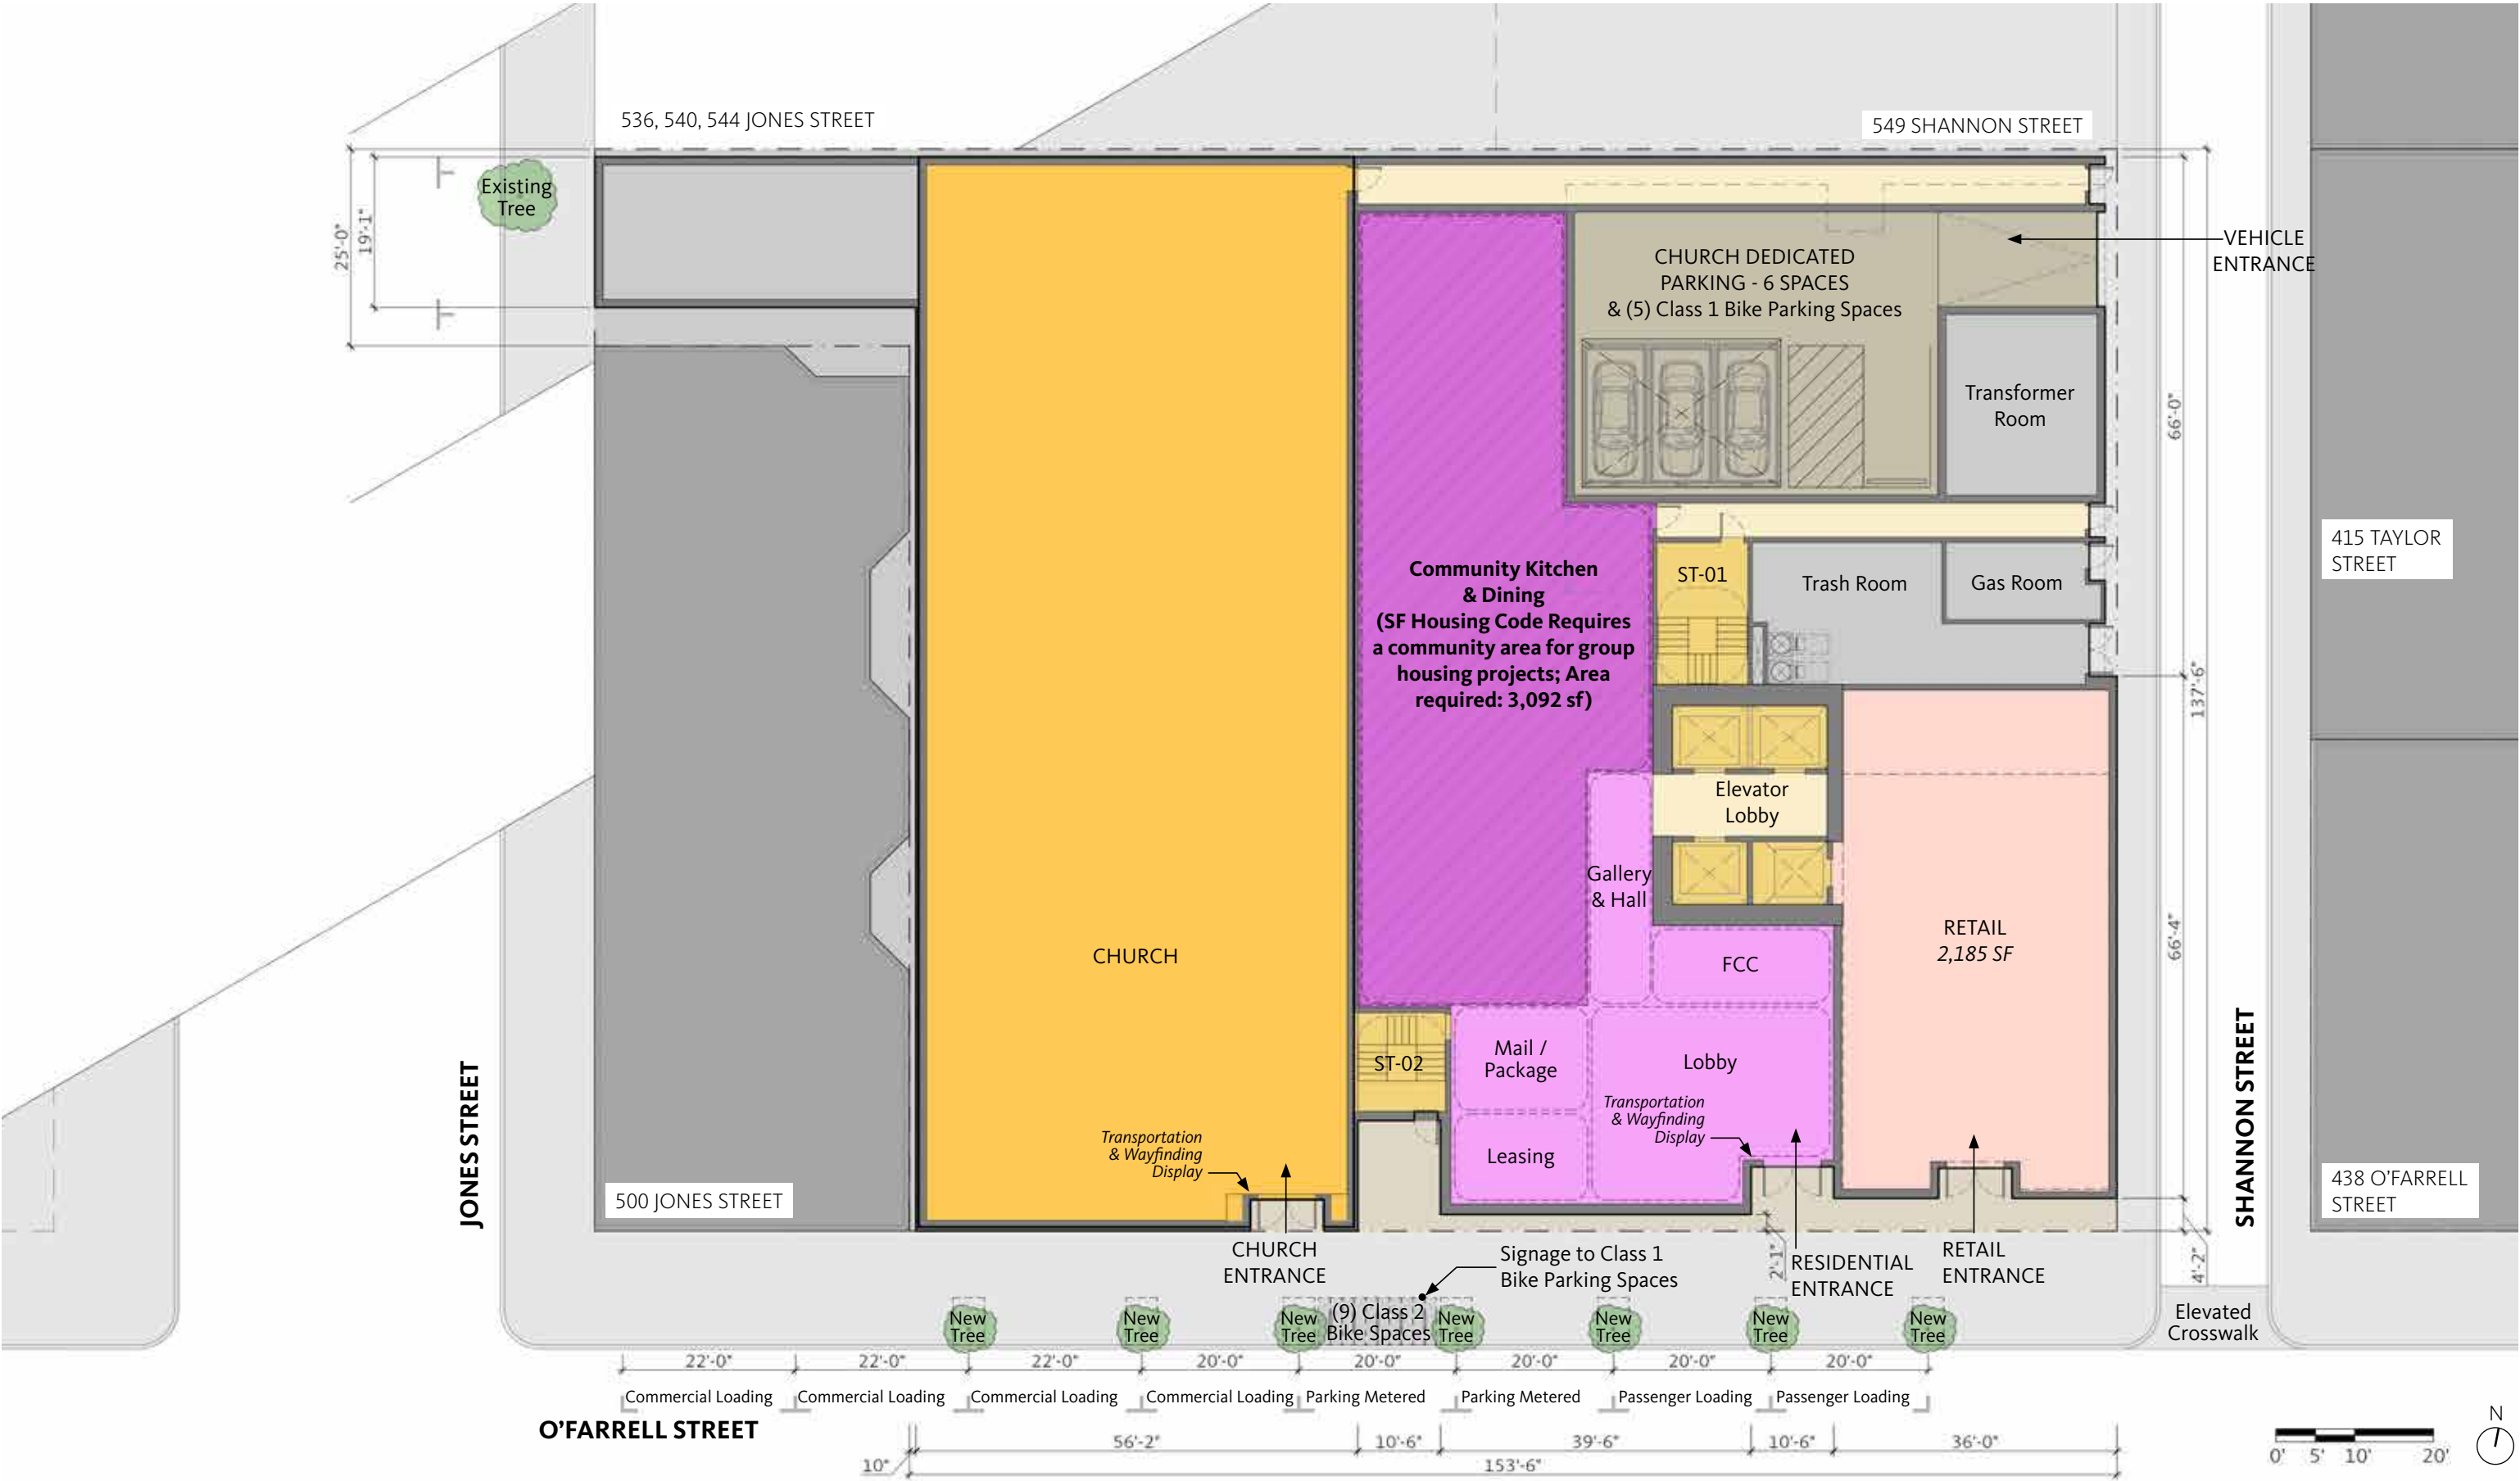 536, 540, 544 JONES STREET
549 SHANNON STREET
Existing
Tree
25'-0"
19'-1"
CHURCH DEDICATED
PARKING - 6 SPACES
& (5) Class 1 Bike Parking Spaces
VEHICLE
ENTRANCE
Transformer
Room
66'-0"
415 TAYLOR
STREET
Community Kitchen
& Dining
(SF Housing Code Requires
a community area for group
housing projects; Area
required: 3,092 sf)
ST-01
Trash Room
Gas Room
137'-6"
Elevator
Lobby
Gallery
& Hall
CHURCH
FCC
RETAIL
2,185 SF
66'-4"
ST-02
Mail /
Package
Lobby
Transportation
& Wayfinding
Display
Leasing
Transportation
& Wayfinding
Display
JONES STREET
SHANNON STREET
500 JONES STREET
438 O'FARRELL
STREET
CHURCH
ENTRANCE
Signage to Class 1
Bike Parking Spaces
2'-1"
RESIDENTIAL
ENTRANCE
RETAIL
ENTRANCE
4'-2"
New
Tree
New
Tree
New
Tree
(9) Class 2
Bike Spaces
New
Tree
New
Tree
New
Tree
New
Tree
Elevated
Crosswalk
22'-0"
22'-0"
22'-0"
20'-0"
20'-0"
20'-0"
20'-0"
20'-0"
Commercial Loading
Commercial Loading
Commercial Loading
Commercial Loading
Parking Metered
Parking Metered
Passenger Loading
Passenger Loading
O'FARRELL STREET
56'-2"
10'-6"
39'-6"
10'-6"
36'-0"
10"
153'-6"
0' 5' 10' 20'
N